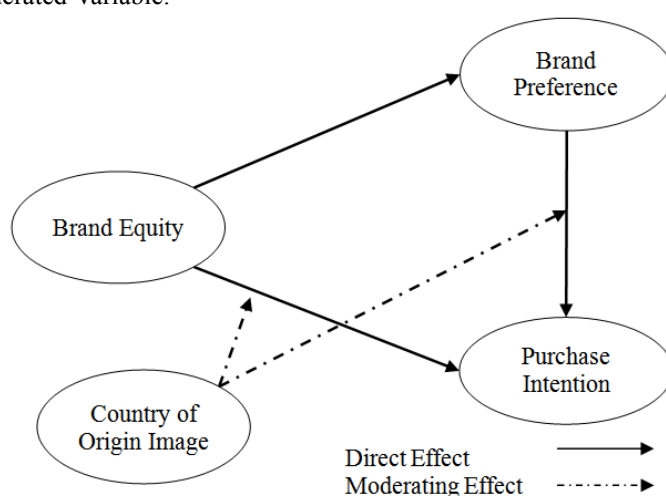 Brand
Preference
Brand Equity
Purchase
Intention
Country of
Origin Image
Direct Effect
Moderating Effect